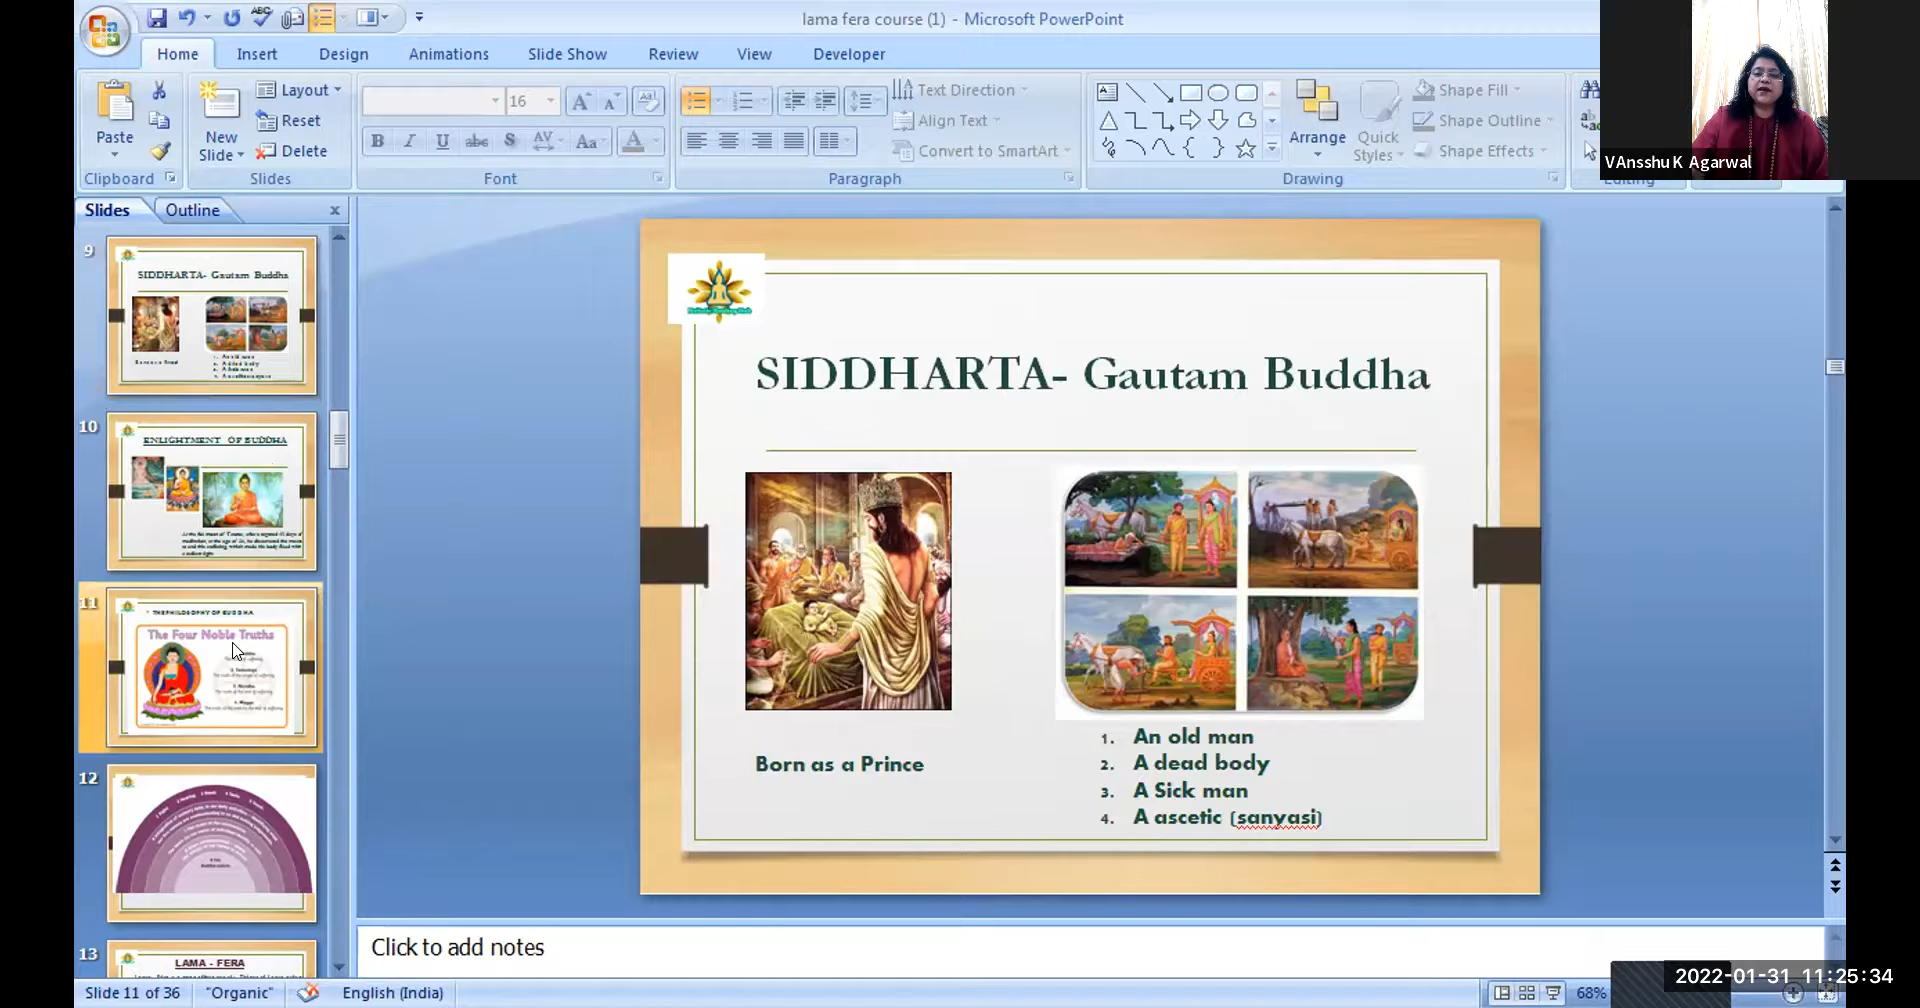 lama fera course (1) - Microsoft PowerPoint
Home Insert Design Animations Slide Show Review View Developer
Paste
New Slide
Layout
Reset
Delete
16
Text Direction
Align Text
Convert to SmartArt
Arrange
Quick Styles
Shape Fill
Shape Outline
Shape Effects
Clipboard Slides Font Paragraph Drawing Editing
VAnsshu K Agarwal
Slides Outline
9
SIDDHARTA- Gautam Buddha
10
ENLIGHTMENT OF BUDDHA
11
THE PHILOSOPHY OF BUDDHA
The Four Noble Truths
12
13
LAMA - FERA
SIDDHARTA- Gautam Buddha
Born as a Prince
1. An old man
2. A dead body
3. A Sick man
4. A ascetic (sanyasi)
Click to add notes
Slide 11 of 36 "Organic" English (India) 68%
2022-01-31 11:25:34